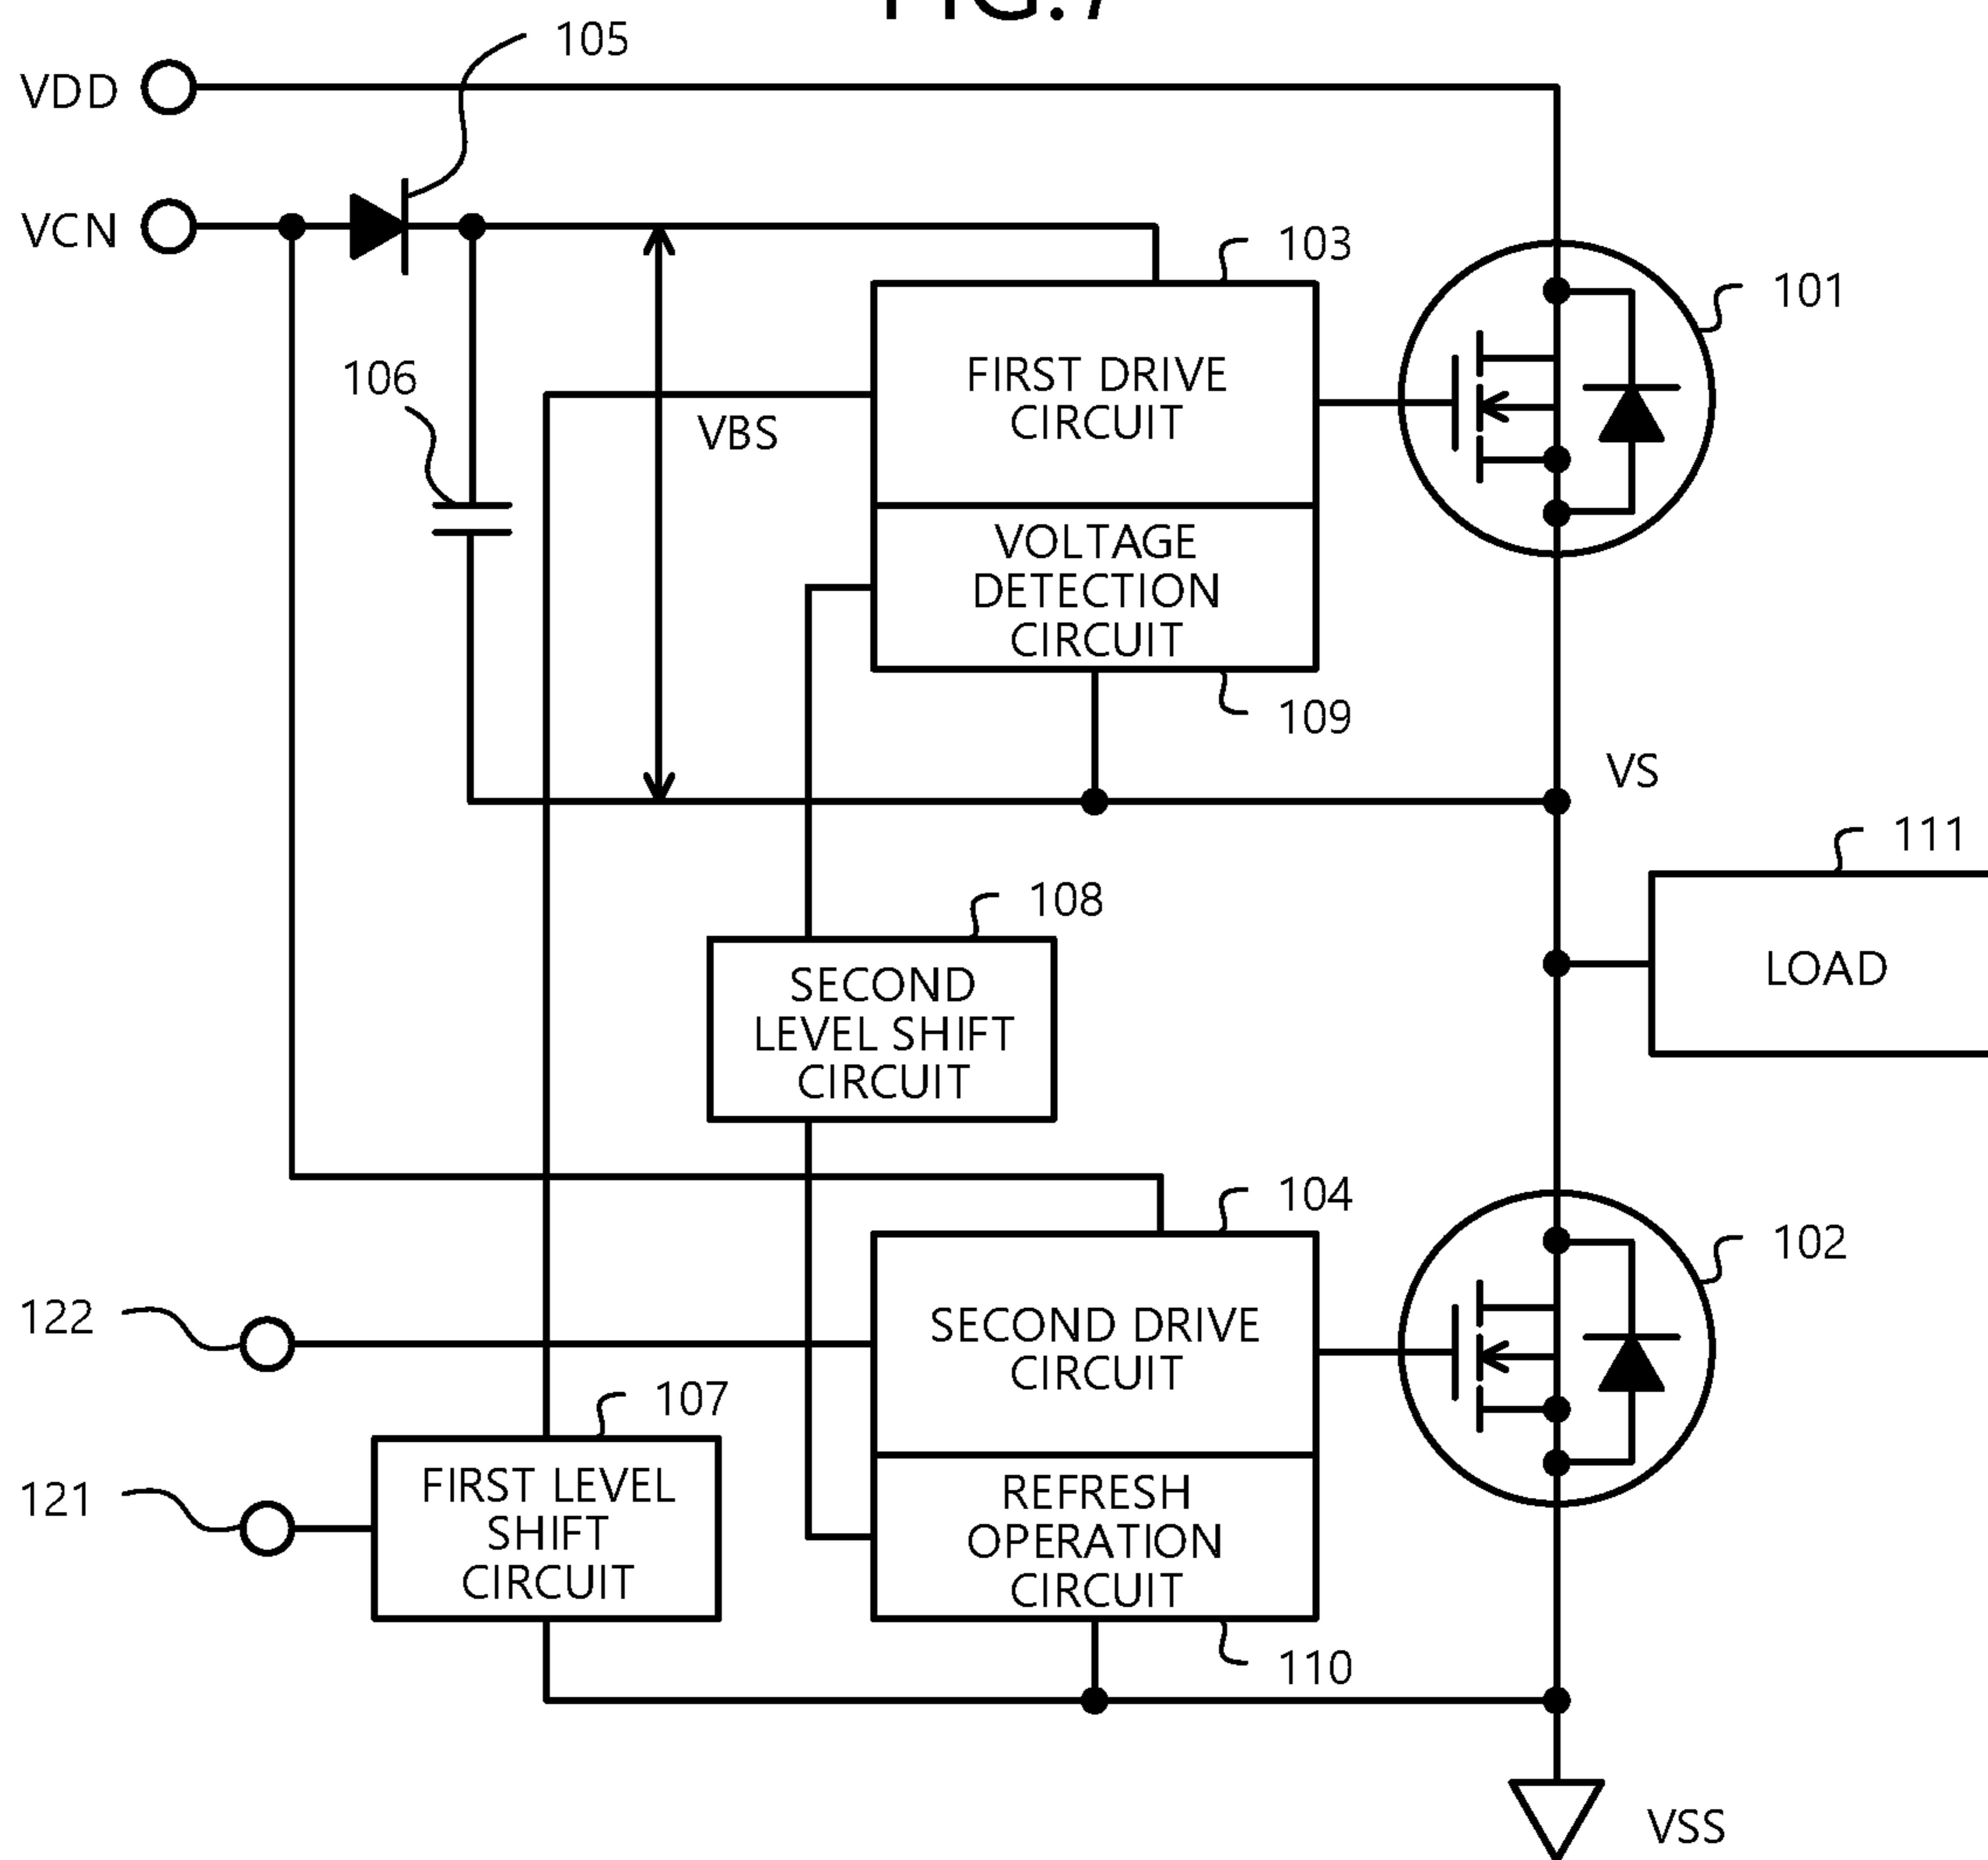 FIG.7
105
VDD
VCN
103
101
106
FIRST DRIVE
CIRCUIT
VBS
VOLTAGE
DETECTION
CIRCUIT
109
VS
111
108
SECOND
LEVEL SHIFT
CIRCUIT
LOAD
104
102
122
SECOND DRIVE
CIRCUIT
107
121
FIRST LEVEL
SHIFT
CIRCUIT
REFRESH
OPERATION
CIRCUIT
110
VSS